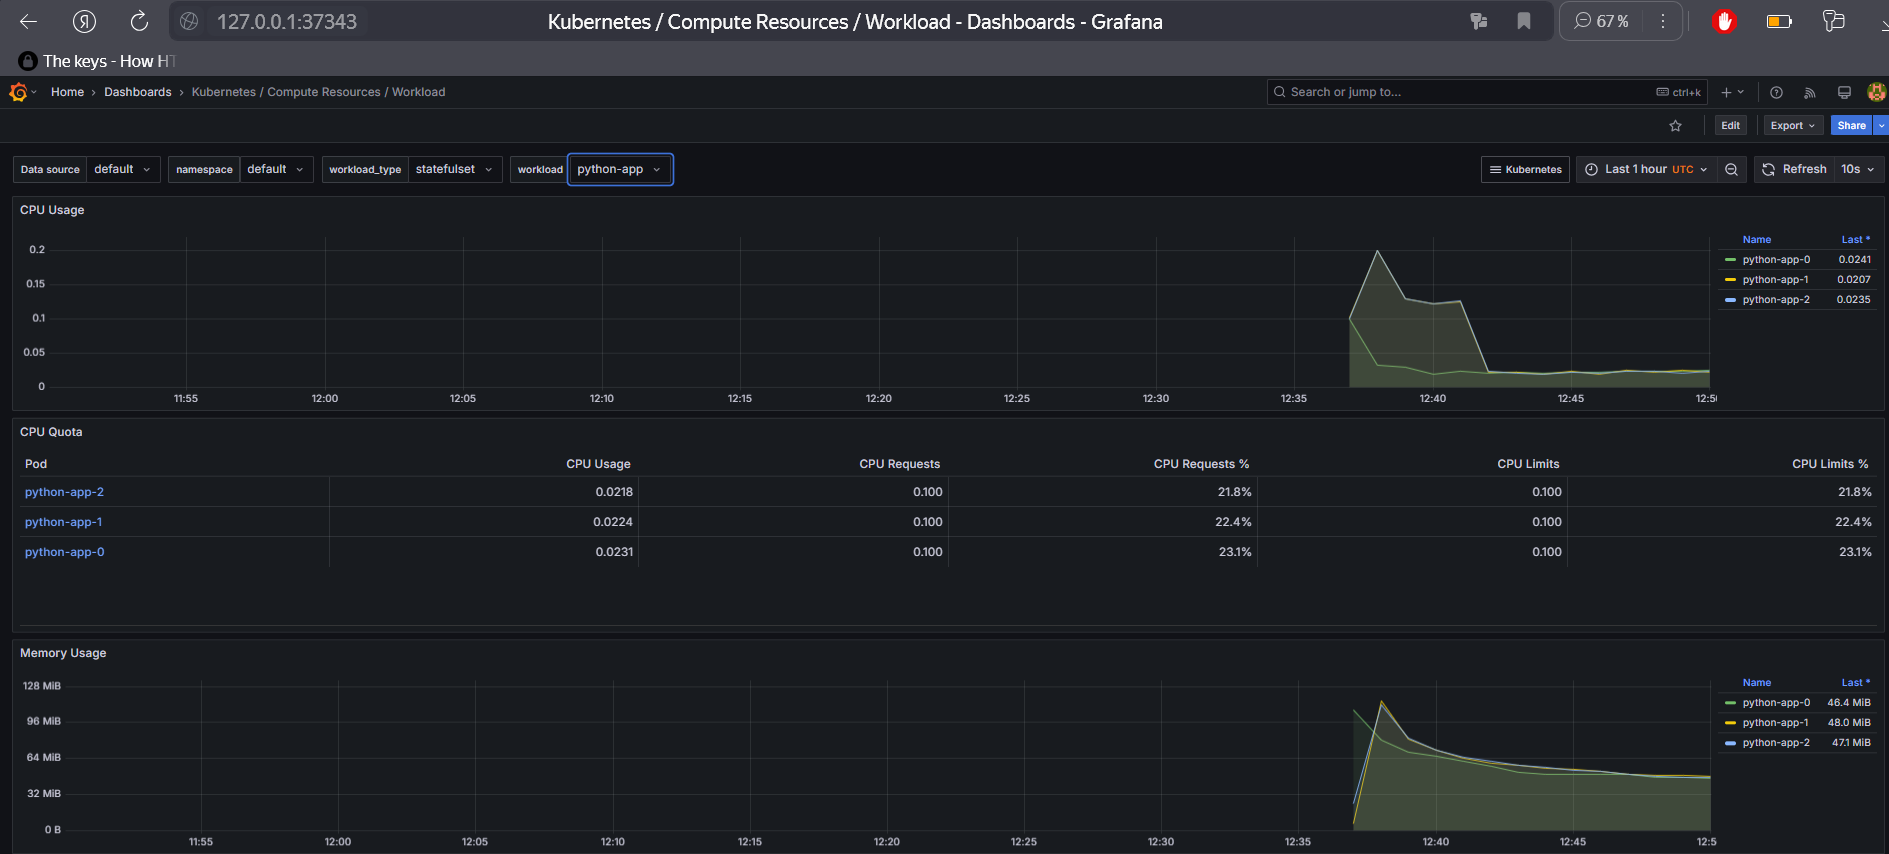 Я 127.0.0.1:37343 Kubernetes / Compute Resources / Workload - Dashboards - Grafana 67 %
The keys - How HT
Home › Dashboards › Kubernetes / Compute Resources / Workload Search or jump to... ctrl+k
Edit Export Share
Data source default namespace default workload_type statefulset workload python-app Kubernetes Last 1 hour UTC Refresh 10s
CPU Usage
Name Last *
0.2
python-app-0 0.0241
0.15
python-app-1 0.0207
python-app-2 0.0235
0.1
0.05
0
11:55 12:00 12:05 12:10 12:15 12:20 12:25 12:30 12:35 12:40 12:45
CPU Quota
Pod CPU Usage CPU Requests CPU Requests % CPU Limits CPU Limits %
python-app-2 0.0218 0.100 21.8% 0.100 21.8%
python-app-1 0.0224 0.100 22.4% 0.100 22.4%
python-app-0 0.0231 0.100 23.1% 0.100 23.1%
Memory Usage
Name Last *
128 MiB
python-app-0 46.4 MiB
96 MiB
python-app-1 48.0 MiB
python-app-2 47.1 MiB
64 MiB
32 MiB
0 B
11:55 12:00 12:05 12:10 12:15 12:20 12:25 12:30 12:35 12:40 12:45